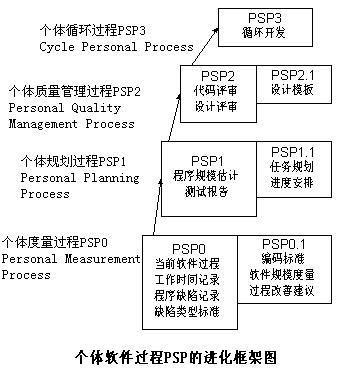 个体循环过程PSP3
Cycle Personal Process
PSP3
循环开发
个体质量管理过程PSP2
Personal Quality
Management Process
PSP2
代码评审
设计评审
PSP2.1
设计模板
个体规划过程PSP1
Personal Planning
Process
PSP1
程序规模估计
测试报告
PSP1.1
任务规划
进度安排
个体度量过程PSP0
Personal Measurement
Process
PSP0
当前软件过程
工作时间记录
程序缺陷记录
缺陷类型标准
PSP0.1
编码标准
软件规模度量
过程改善建议
个体软件过程PSP的进化框架图